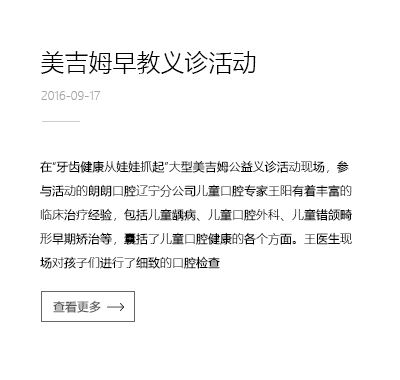 美吉姆早教义诊活动
2016-09-17
在“牙齿健康从娃娃抓起”大型美吉姆公益义诊活动现场，参
与活动的朗朗口腔辽宁分公司儿童口腔专家王阳有着丰富的
临床治疗经验，包括儿童龋病、儿童口腔外科、儿童错颌畸
形早期矫治等，囊括了儿童口腔健康的各个方面。王医生现
场对孩子们进行了细致的口腔检查
查看更多